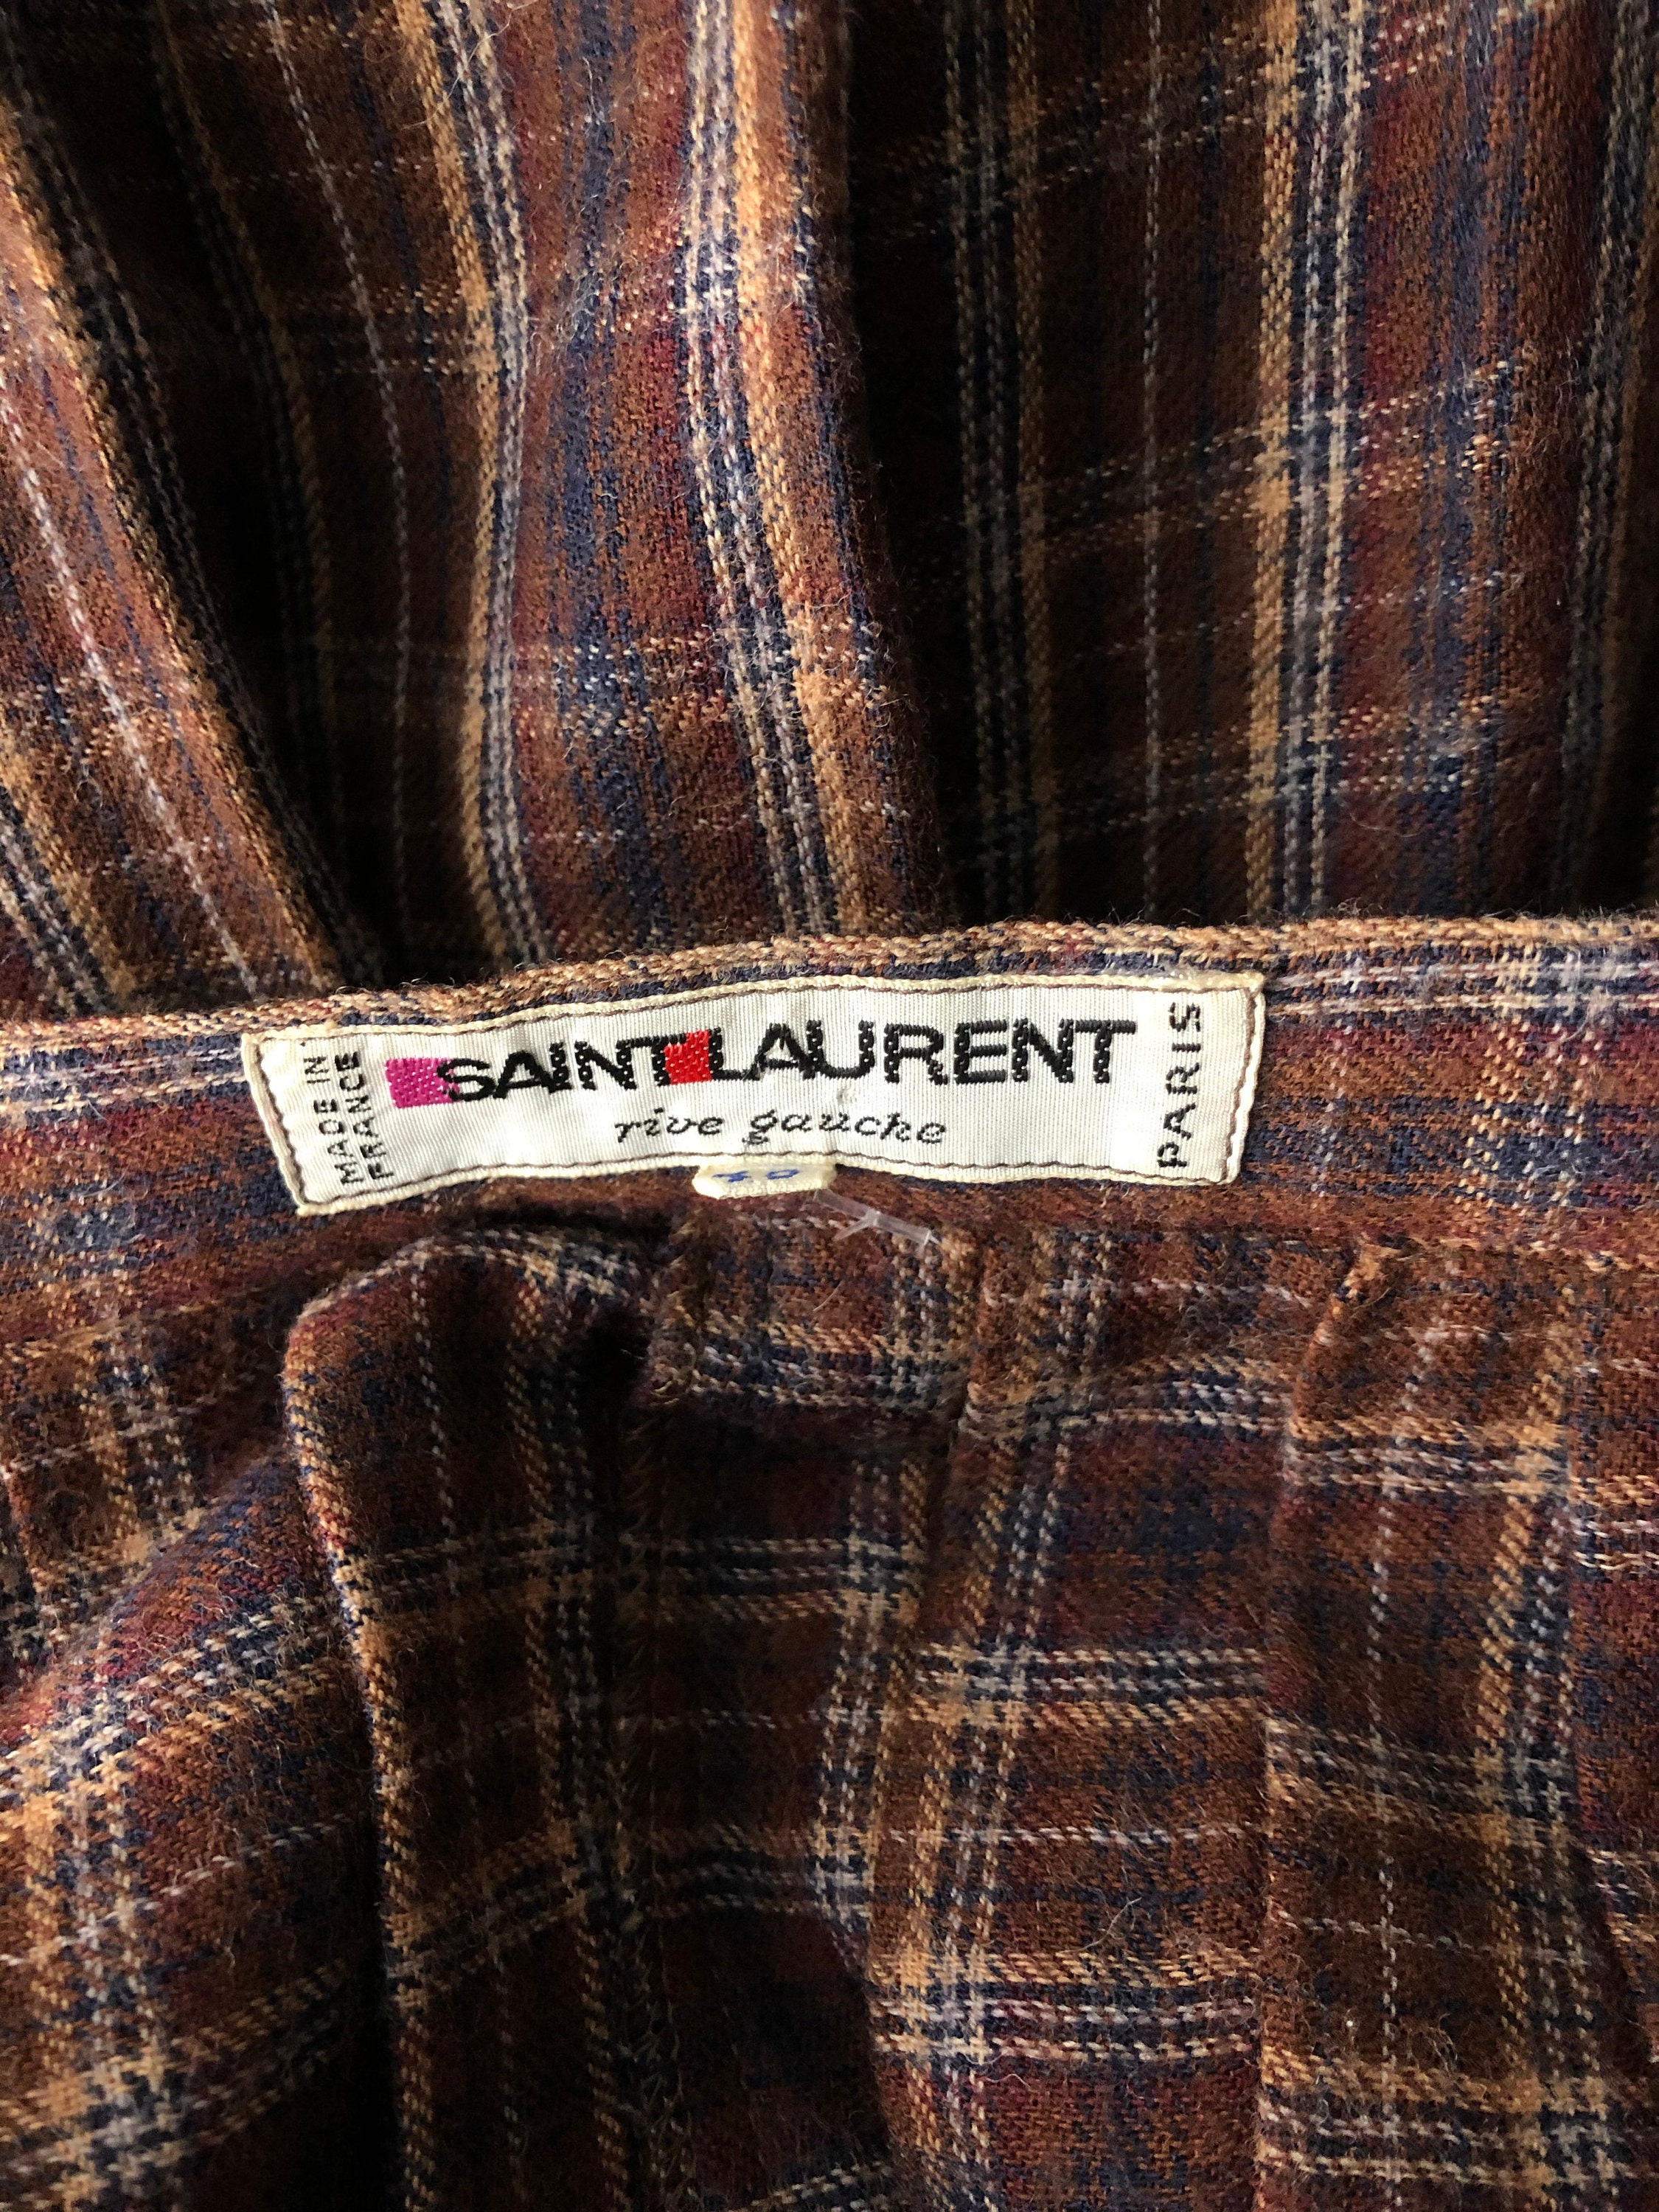 MADE IN
FRANCE
SAINT LAURENT
rive gauche
PARIS